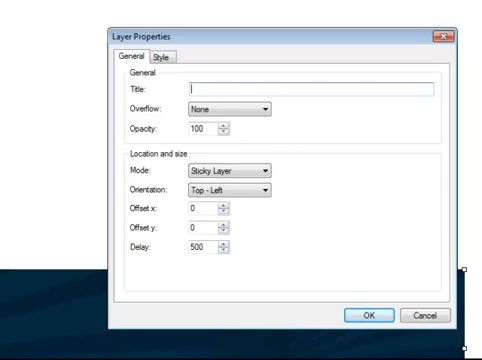 Layer Properties
General Style
General
Title:
Overflow: None
Opacity: 100
Location and size
Mode: Sticky Layer
Orientation: Top - Left
Offset x: 0
Offset y: 0
Delay: 500
OK Cancel